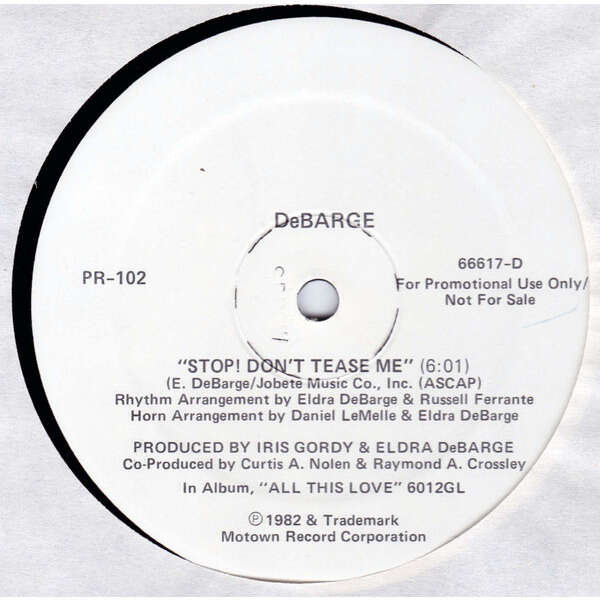 DeBARGE
PR-102
66617-D
For Promotional Use Only/
Not For Sale
"STOP! DON'T TEASE ME" (6:01)
(E. DeBarge/Jobete Music Co., Inc. (ASCAP)
Rhythm Arrangement by Eldra DeBarge & Russell Ferrante
Horn Arrangement by Daniel LeMelle & Eldra DeBarge
PRODUCED BY IRIS GORDY & ELDRA DeBARGE
Co-Produced by Curtis A. Nolen & Raymond A. Crossley
In Album, "ALL THIS LOVE" 6012GL
℗ 1982 & Trademark
Motown Record Corporation